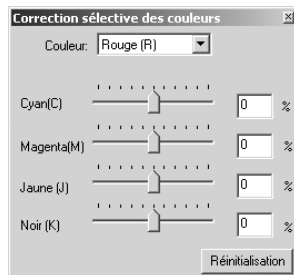 Correction sélective des couleurs
Couleur: Rouge (R)
Cyan(C) 0 %
Magenta(M) 0 %
Jaune (J) 0 %
Noir (K) 0 %
Réinitialisation